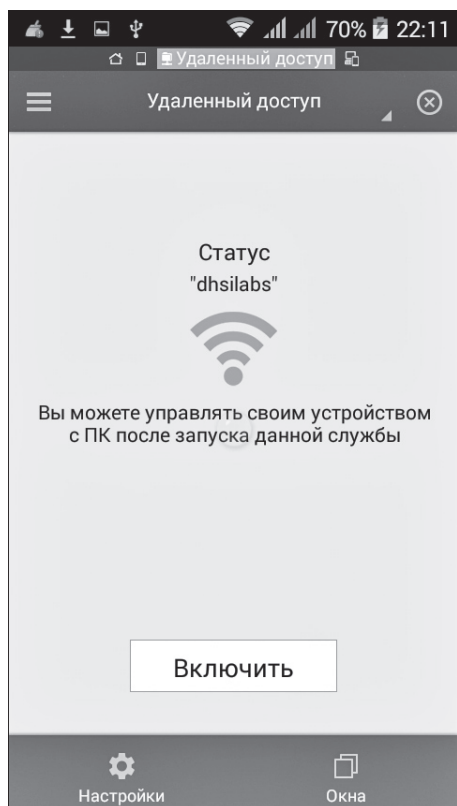 70% 22:11
Удаленный доступ
Удаленный доступ
Статус
"dhsilabs"
Вы можете управлять своим устройством
с ПК после запуска данной службы
Включить
Настройки
Окна